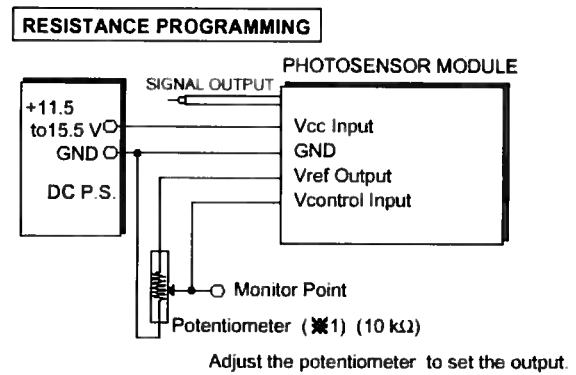 RESISTANCE PROGRAMMING
PHOTOSENSOR MODULE
SIGNAL OUTPUT
+11.5
to15.5 V
GND
DC P.S.
Vcc Input
GND
Vref Output
Vcontrol Input
Monitor Point
Potentiometer (※1) (10 kΩ)
Adjust the potentiometer to set the output.